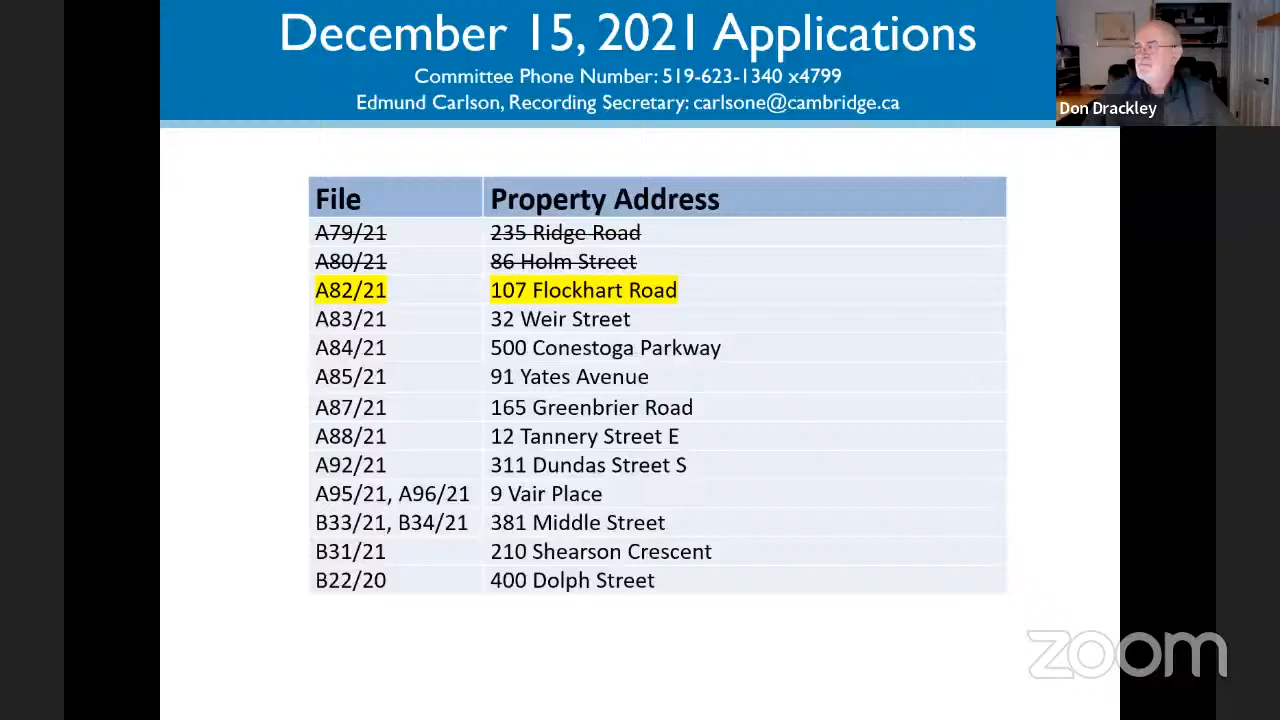 December 15, 2021 Applications
Committee Phone Number: 519-623-1340 x4799
Edmund Carlson, Recording Secretary: carlsone@cambridge.ca
Don Drackley
File Property Address
A79/21 235 Ridge Road
A80/21 86 Holm Street
A82/21 107 Flockhart Road
A83/21 32 Weir Street
A84/21 500 Conestoga Parkway
A85/21 91 Yates Avenue
A87/21 165 Greenbrier Road
A88/21 12 Tannery Street E
A92/21 311 Dundas Street S
A95/21, A96/21 9 Vair Place
B33/21, B34/21 381 Middle Street
B31/21 210 Shearson Crescent
B22/20 400 Dolph Street
zoom